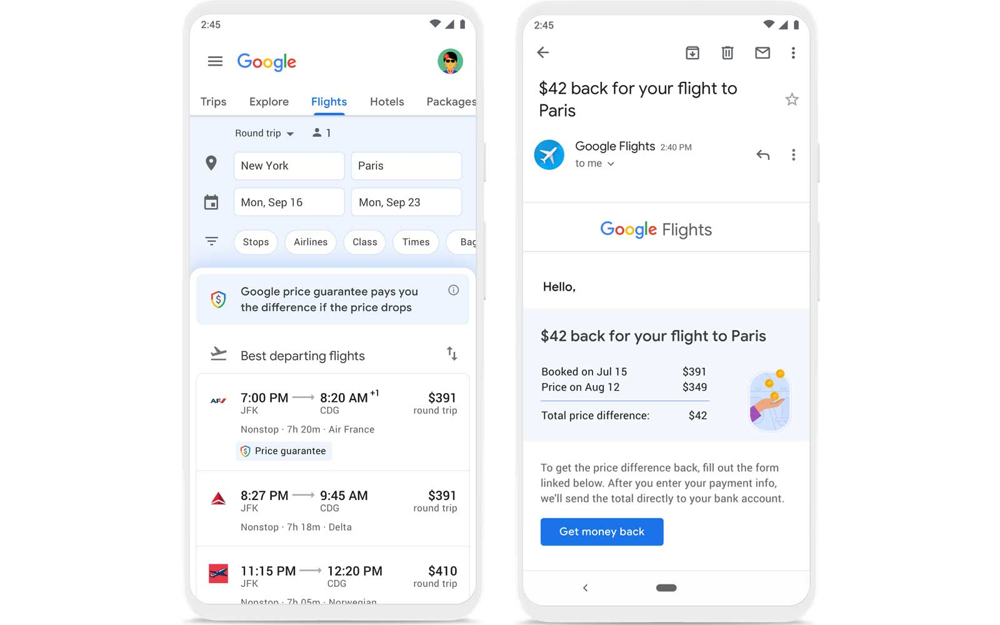 2:45
Google
Trips Explore Flights Hotels Packages
Round trip 1
New York Paris
Mon, Sep 16 Mon, Sep 23
Stops Airlines Class Times Bag
Google price guarantee pays you
the difference if the price drops
Best departing flights
AF
7:00 PM 8:20 AM +1 $391
JFK CDG round trip
Nonstop · 7h 20m · Air France
$ Price guarantee
8:27 PM 9:45 AM $391
JFK CDG round trip
Nonstop · 7h 18m · Delta
11:15 PM 12:20 PM $410
JFK CDG round trip
Nonstop · 7h 05m · Norwegian
2:45
$42 back for your flight to
Paris
Google Flights 2:40 PM
to me
Google Flights
Hello,
$42 back for your flight to Paris
Booked on Jul 15 $391
Price on Aug 12 $349
Total price difference: $42
To get the price difference back, fill out the form
linked below. After you enter your payment info,
we'll send the total directly to your bank account.
Get money back